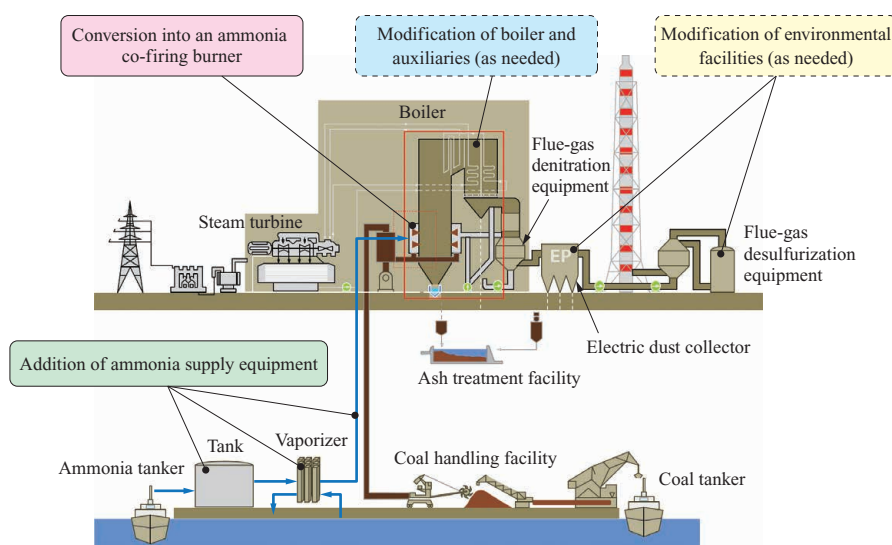 Conversion into an ammonia
co-firing burner
Modification of boiler and
auxiliaries (as needed)
Modification of environmental
facilities (as needed)
Boiler
Flue-gas
denitration
equipment
Steam turbine
EP
Flue-gas
desulfurization
equipment
Electric dust collector
Ash treatment facility
Addition of ammonia supply equipment
Ammonia tanker
Tank
Vaporizer
Coal handling facility
Coal tanker